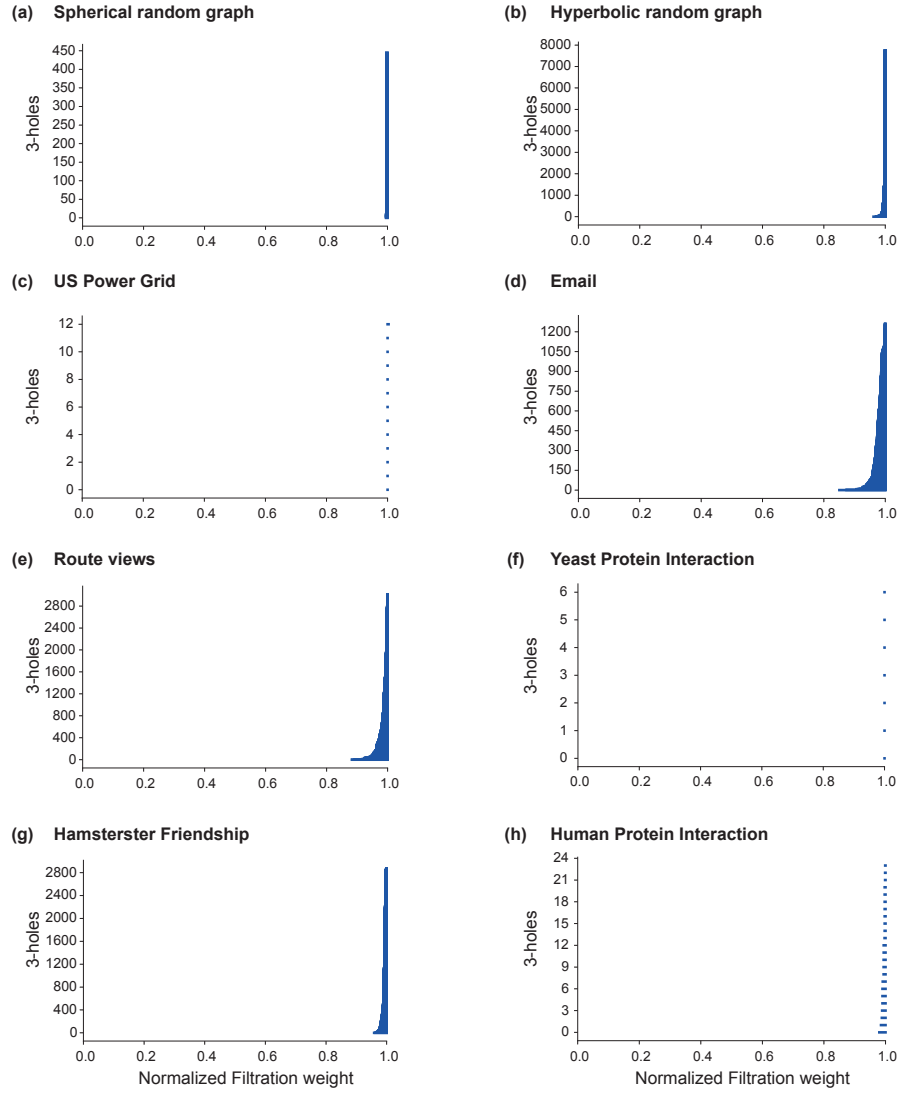 (a) Spherical random graph
3-holes
450
400
350
300
250
200
150
100
50
0
0.0 0.2 0.4 0.6 0.8 1.0
(b) Hyperbolic random graph
3-holes
8000
7000
6000
5000
4000
3000
2000
1000
0
0.0 0.2 0.4 0.6 0.8 1.0
(c) US Power Grid
3-holes
12
10
8
6
4
2
0
0.0 0.2 0.4 0.6 0.8 1.0
(d) Email
3-holes
1200
1050
900
750
600
450
300
150
0
0.0 0.2 0.4 0.6 0.8 1.0
(e) Route views
3-holes
2800
2400
2000
1600
1200
800
400
0
0.0 0.2 0.4 0.6 0.8 1.0
(f) Yeast Protein Interaction
3-holes
6
5
4
3
2
1
0
0.0 0.2 0.4 0.6 0.8 1.0
(g) Hamsterster Friendship
3-holes
2800
2400
2000
1600
1200
800
400
0
0.0 0.2 0.4 0.6 0.8 1.0
Normalized Filtration weight
(h) Human Protein Interaction
3-holes
24
21
18
15
12
9
6
3
0
0.0 0.2 0.4 0.6 0.8 1.0
Normalized Filtration weight